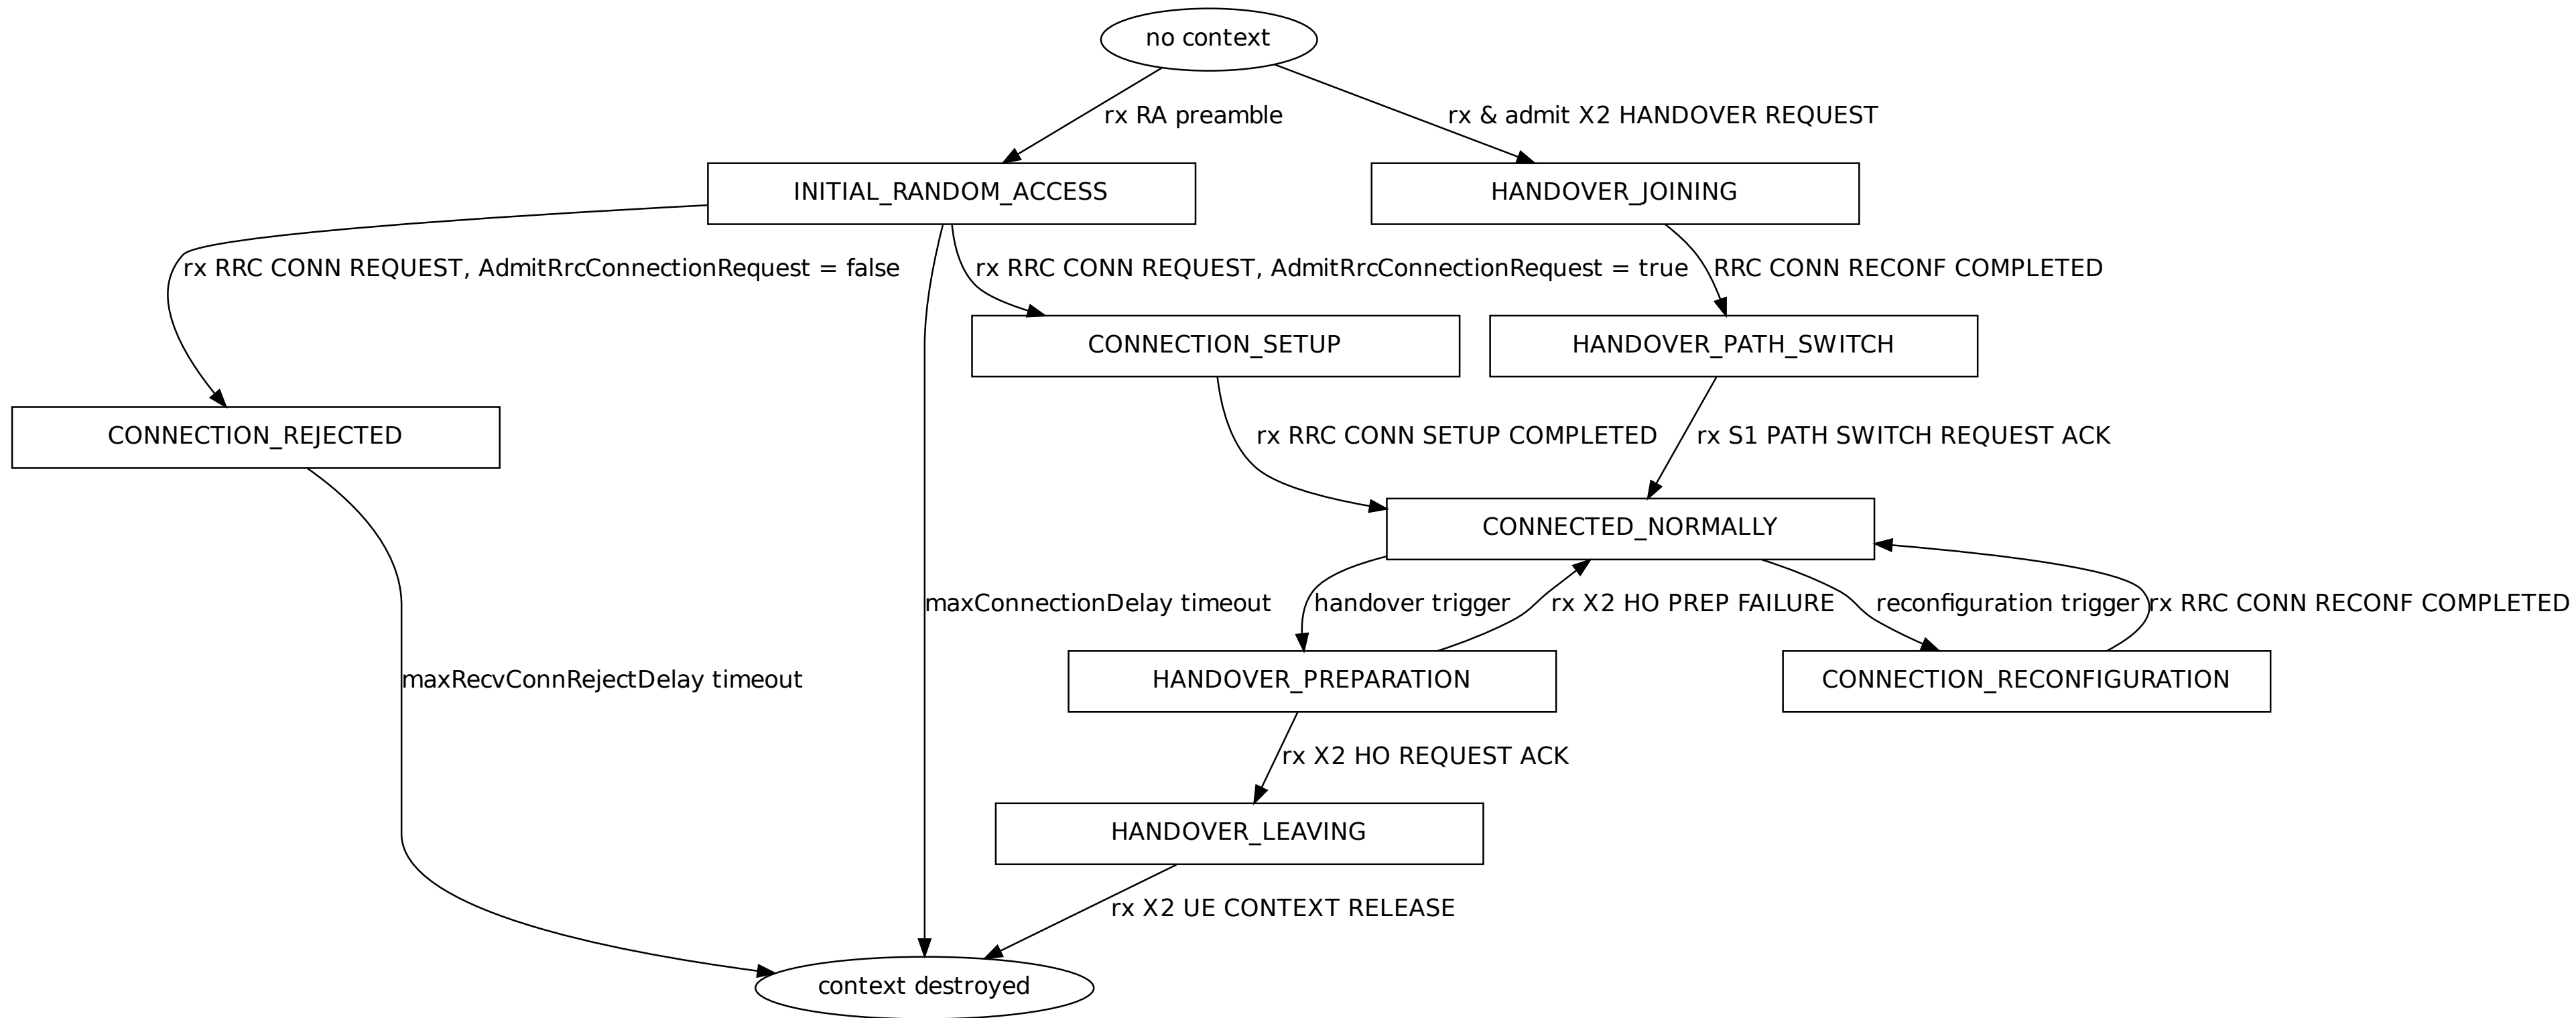 no context
rx RA preamble
rx & admit X2 HANDOVER REQUEST
INITIAL_RANDOM_ACCESS
HANDOVER_JOINING
rx RRC CONN REQUEST, AdmitRrcConnectionRequest = false
rx RRC CONN REQUEST, AdmitRrcConnectionRequest = true
RRC CONN RECONF COMPLETED
CONNECTION_SETUP
HANDOVER_PATH_SWITCH
CONNECTION_REJECTED
rx RRC CONN SETUP COMPLETED
rx S1 PATH SWITCH REQUEST ACK
CONNECTED_NORMALLY
maxConnectionDelay timeout
handover trigger
rx X2 HO PREP FAILURE
reconfiguration trigger
rx RRC CONN RECONF COMPLETED
maxRecvConnRejectDelay timeout
HANDOVER_PREPARATION
CONNECTION_RECONFIGURATION
rx X2 HO REQUEST ACK
HANDOVER_LEAVING
rx X2 UE CONTEXT RELEASE
context destroyed